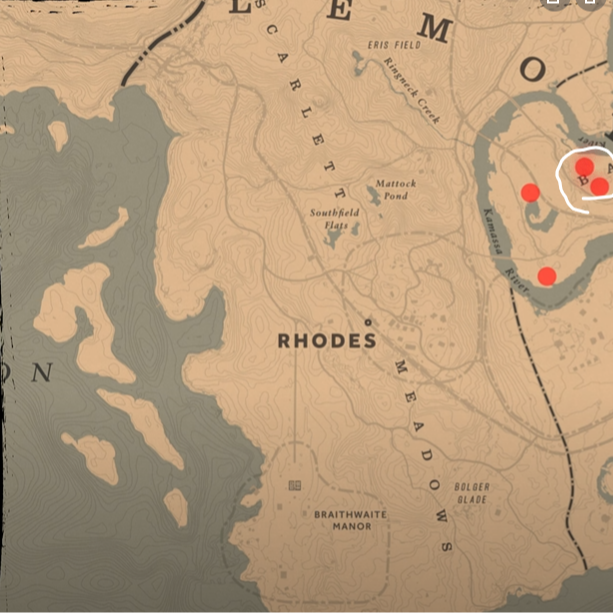 L E M O
SCARLETT
ERIS FIELD
Ringneck Creek
Mattock
Pond
Southfield
Flats
Kamassa
River
B A
O N
RHODES
MEADOWS
BOLGER
GLADE
BRAITHWAITE
MANOR